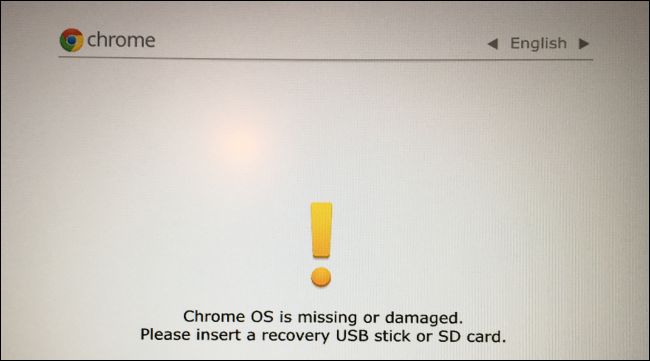 chrome
◀ English ▶
!
Chrome OS is missing or damaged.
Please insert a recovery USB stick or SD card.